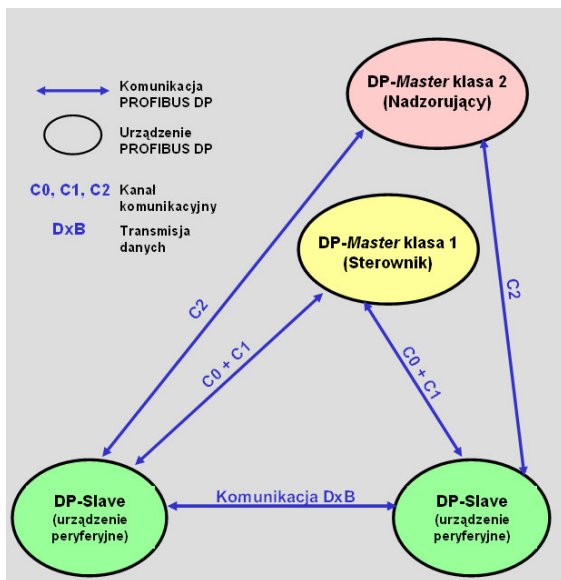 Komunikacja
PROFIBUS DP
Urządzenie
PROFIBUS DP
C0, C1, C2
Kanał
komunikacyjny
DxB
Transmisja
danych
DP-Master klasa 2
(Nadzorujący)
DP-Master klasa 1
(Sterownik)
C2
C2
C0 + C1
C0 + C1
Komunikacja DxB
DP-Slave
(urządzenie
peryferyjne)
DP-Slave
(urządzenie
peryferyjne)